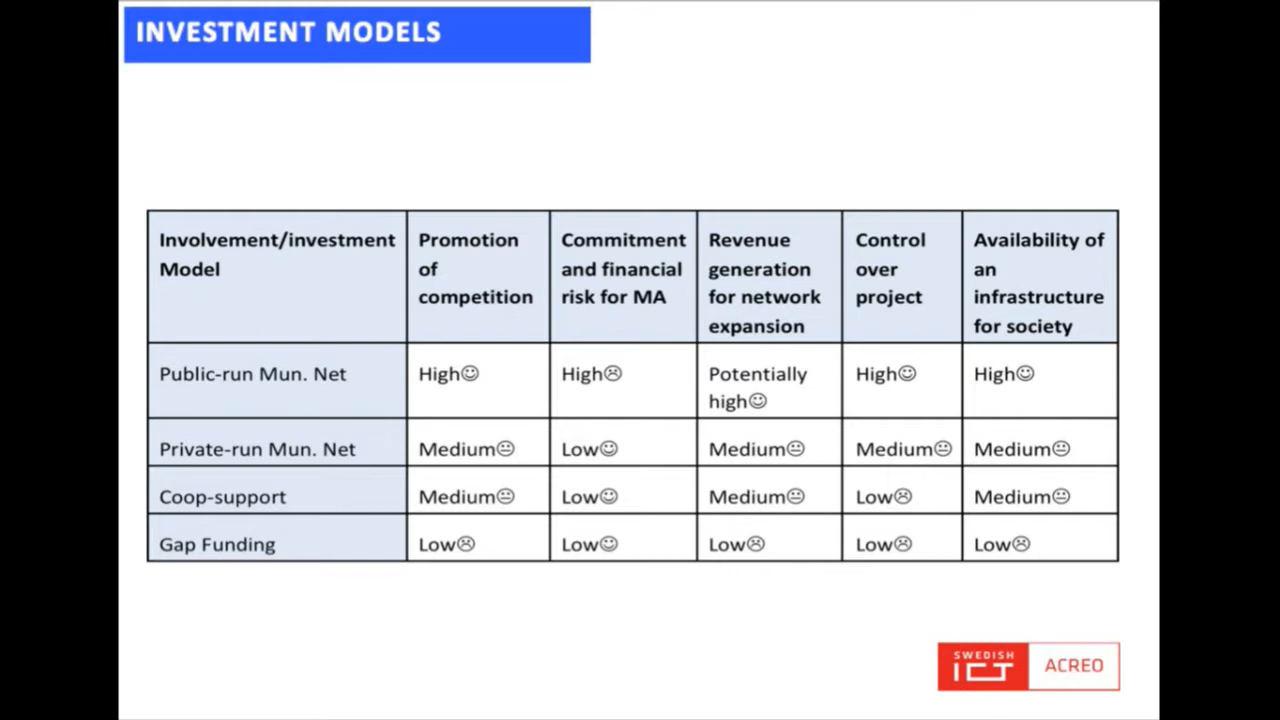 INVESTMENT MODELS
Involvement/investment Model
Promotion of competition
Commitment and financial risk for MA
Revenue generation for network expansion
Control over project
Availability of an infrastructure for society
Public-run Mun. Net
High☺
High☹
Potentially high☺
High☺
High☺
Private-run Mun. Net
Medium😐
Low☺
Medium😐
Medium😐
Medium😐
Coop-support
Medium😐
Low☺
Medium😐
Low☹
Medium😐
Gap Funding
Low☹
Low☺
Low☹
Low☹
Low☹
SWEDISH
ICT
ACREO